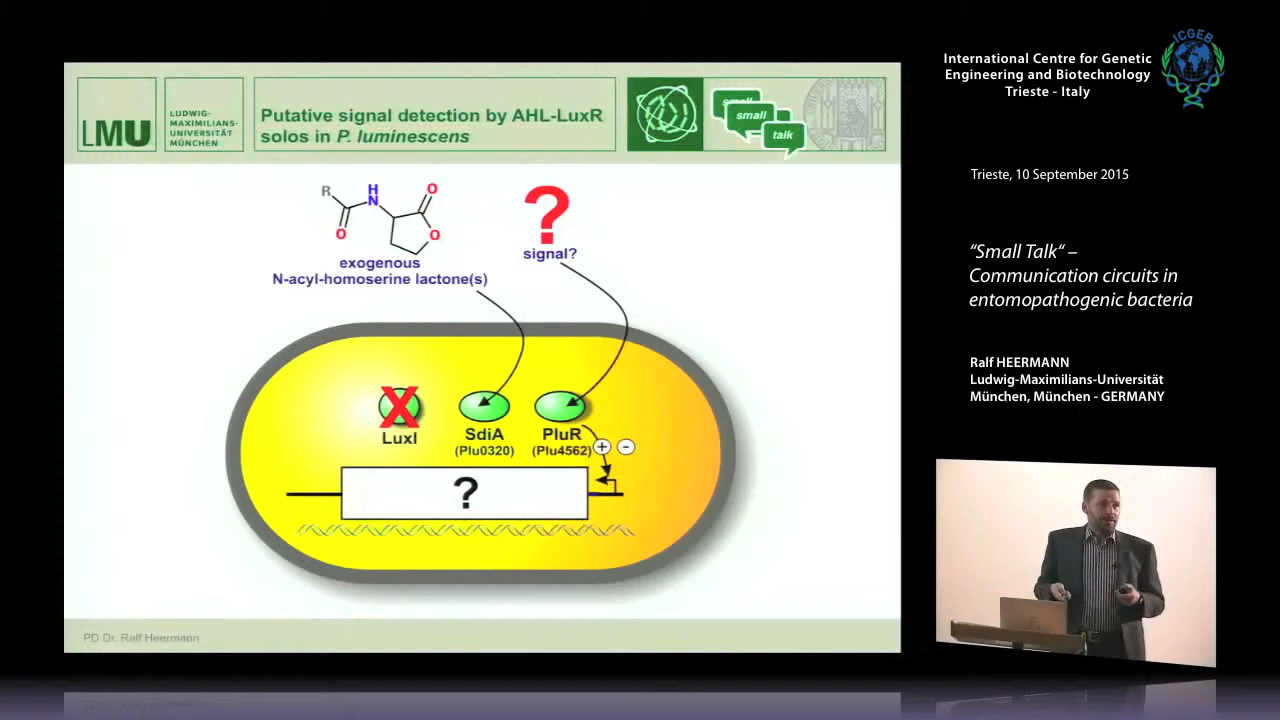 LMU
LUDWIG-
MAXIMILIANS-
UNIVERSITÄT
MÜNCHEN
Putative signal detection by AHL-LuxR
solos in P. luminescens
small
small
talk
R
H
N
O
O
O
?
exogenous
N-acyl-homoserine lactone(s)
signal?
X
LuxI
SdiA
(Plu0320)
PluR
(Plu4562)
+
-
?
PD Dr. Ralf Heermann
International Centre for Genetic
Engineering and Biotechnology
Trieste - Italy
ICGEB
Trieste, 10 September 2015
“Small Talk“ –
Communication circuits in
entomopathogenic bacteria
Ralf HEERMANN
Ludwig-Maximilians-Universität
München, München - GERMANY